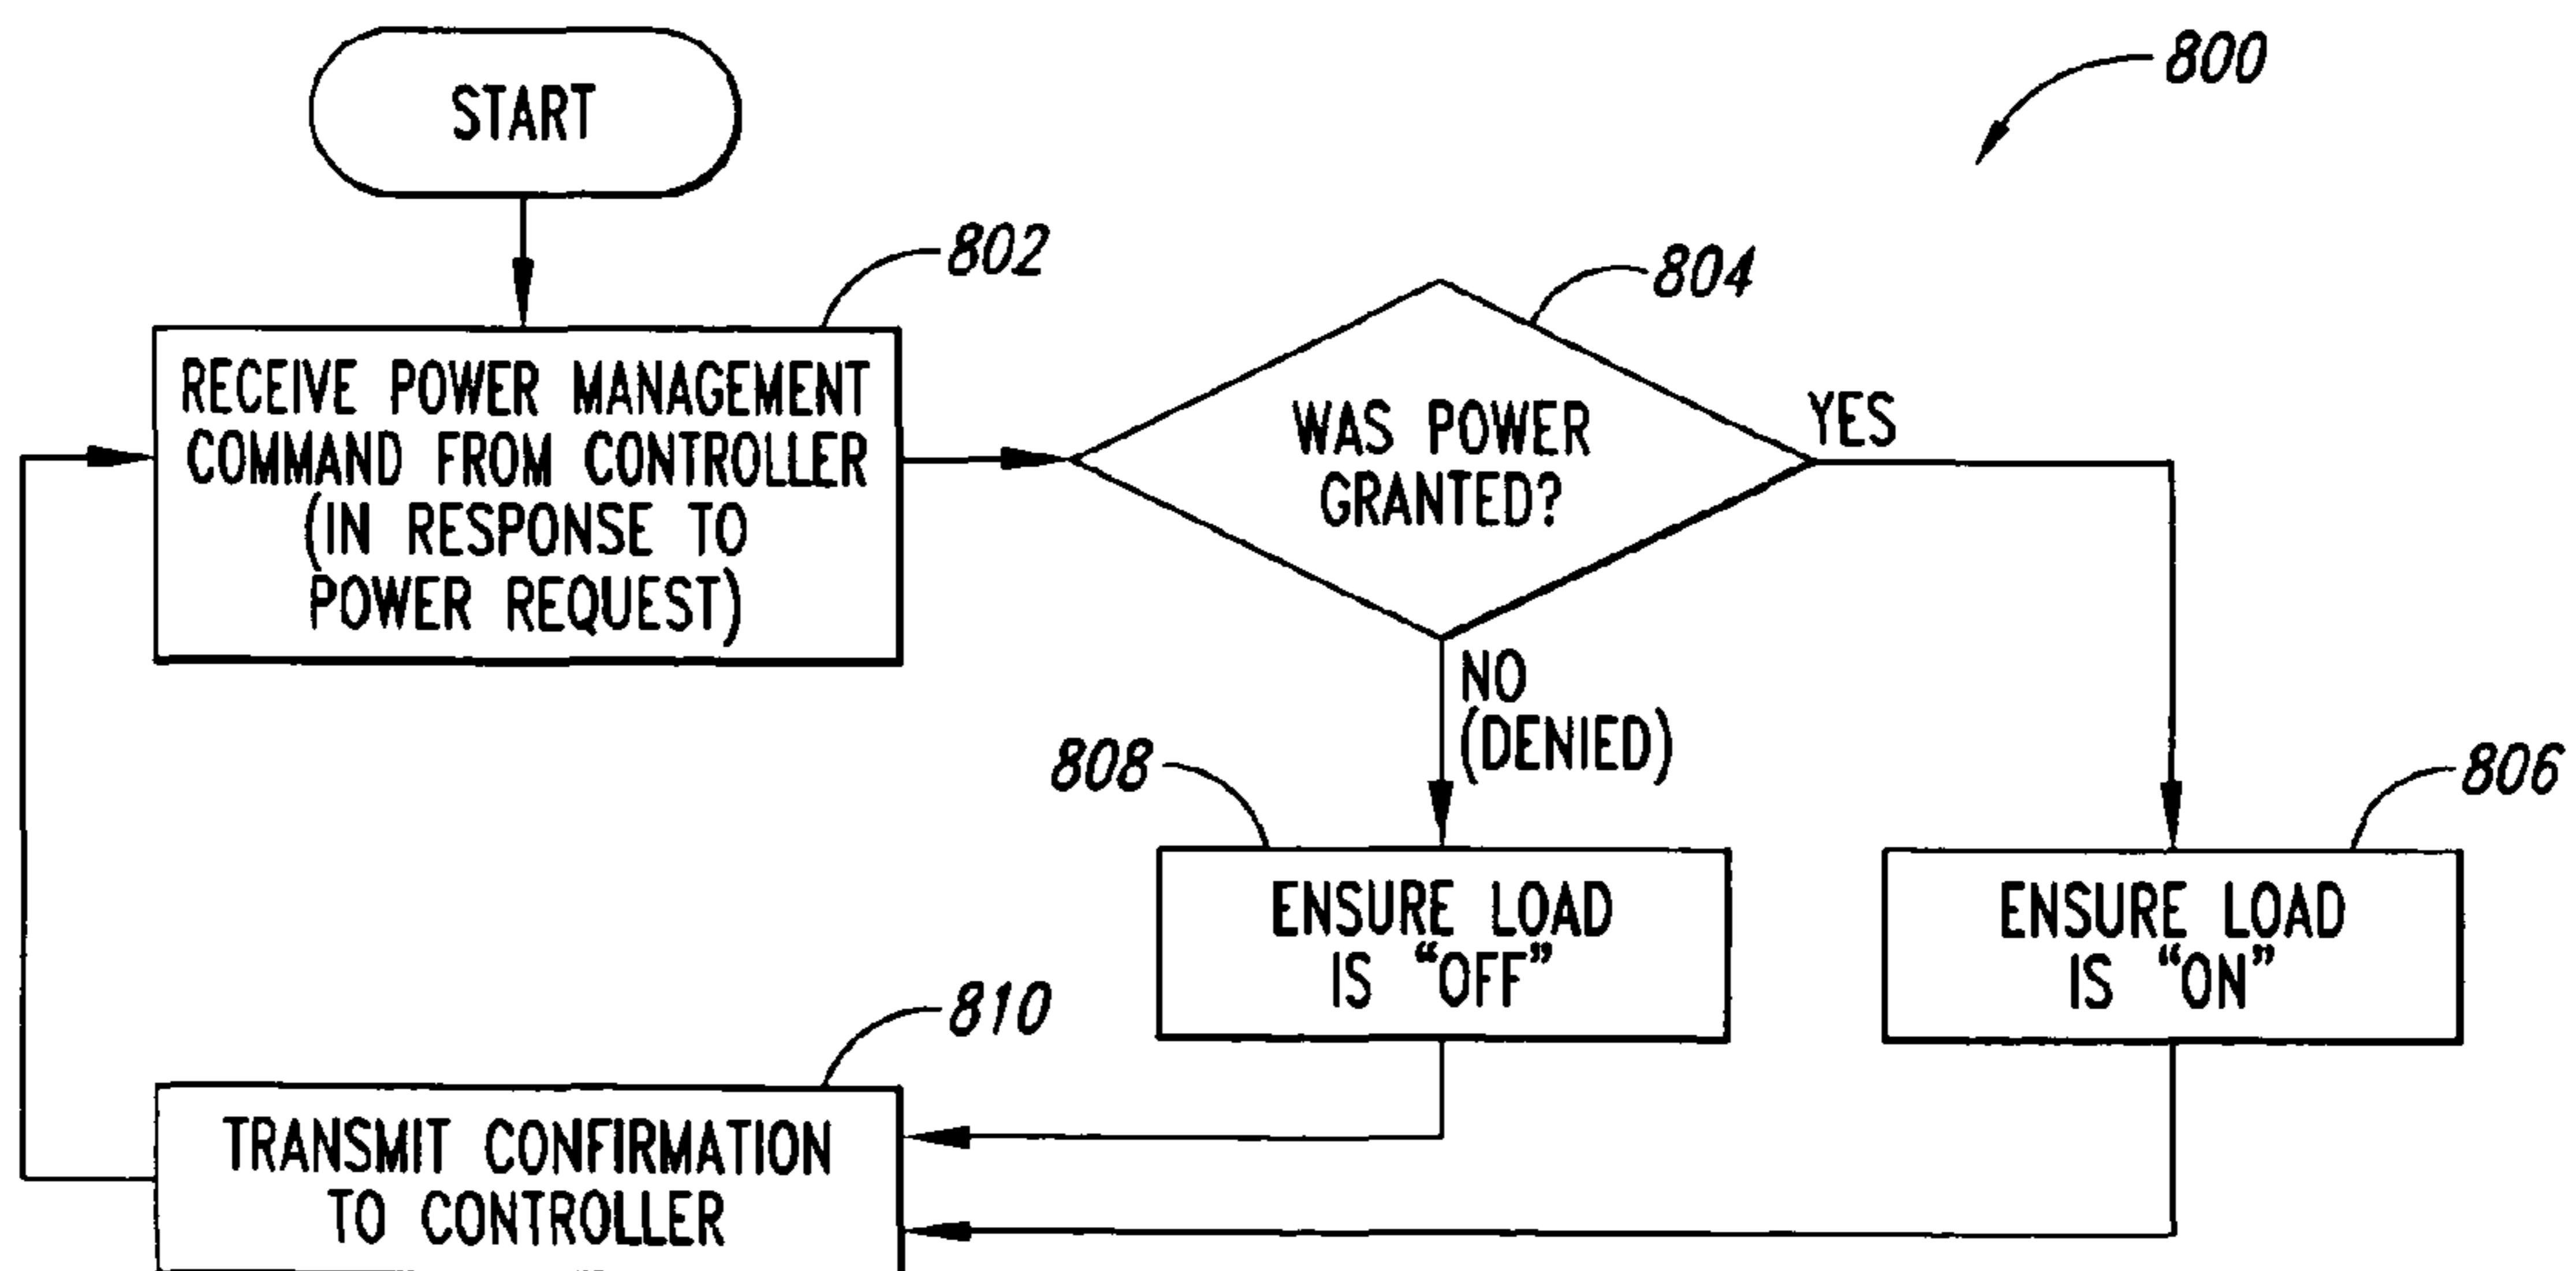 START
800
802
RECEIVE POWER MANAGEMENT
COMMAND FROM CONTROLLER
(IN RESPONSE TO
POWER REQUEST)
804
WAS POWER
GRANTED?
YES
NO
(DENIED)
808
ENSURE LOAD
IS “OFF”
806
ENSURE LOAD
IS “ON”
810
TRANSMIT CONFIRMATION
TO CONTROLLER